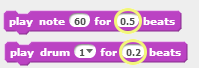 play note 60 for 0.5 beats
play drum 1 for 0.2 beats